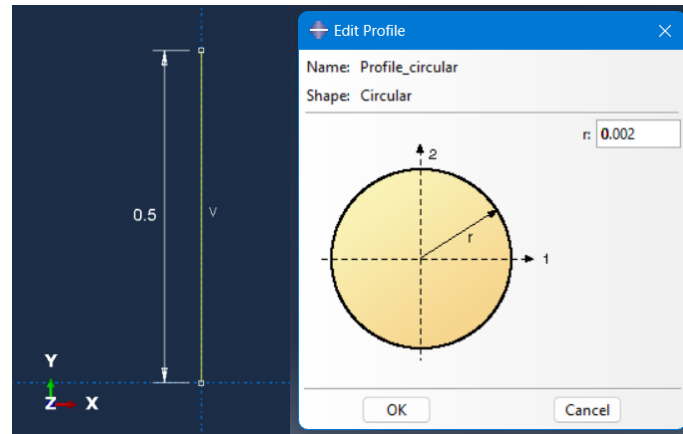 0.5
V
Y
Z
X
Edit Profile
Name: Profile_circular
Shape: Circular
r: 0.002
2
r
1
OK
Cancel